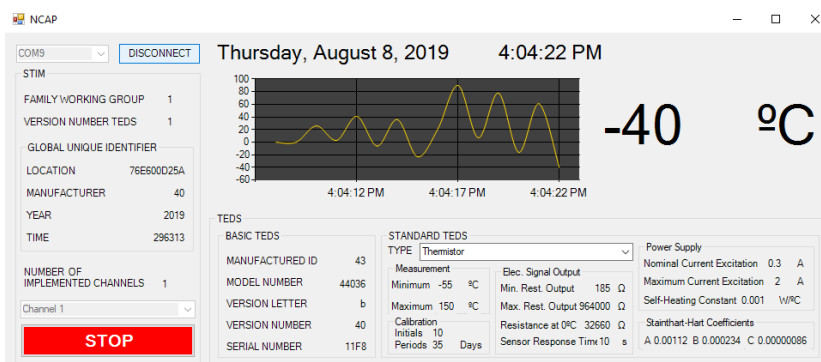 NCAP
COM9 DISCONNECT
Thursday, August 8, 2019 4:04:22 PM
STIM
FAMILY WORKING GROUP 1
VERSION NUMBER TEDS 1
GLOBAL UNIQUE IDENTIFIER
LOCATION 76E600D25A
MANUFACTURER 40
YEAR 2019
TIME 296313
NUMBER OF
IMPLEMENTED CHANNELS 1
Channel 1
STOP
100
80
60
40
20
0
-20
-40
-60
4:04:12 PM 4:04:17 PM 4:04:22 PM
-40 ºC
TEDS
BASIC TEDS
MANUFACTURED ID 43
MODEL NUMBER 44036
VERSION LETTER b
VERSION NUMBER 40
SERIAL NUMBER 11F8
STANDARD TEDS
TYPE Thermistor
Measurement
Minimum -55 ºC
Maximum 150 ºC
Calibration
Initials 10
Periods 35 Days
Elec. Signal Output
Min. Rest. Output 185 Ω
Max. Rest. Output 964000 Ω
Resistance at 0ºC 32660 Ω
Sensor Response Time 10 s
Power Supply
Nominal Current Excitation 0.3 A
Maximum Current Excitation 2 A
Self-Heating Constant 0.001 W/ºC
Stainthart-Hart Coefficients
A 0.00112 B 0.000234 C 0.00000086